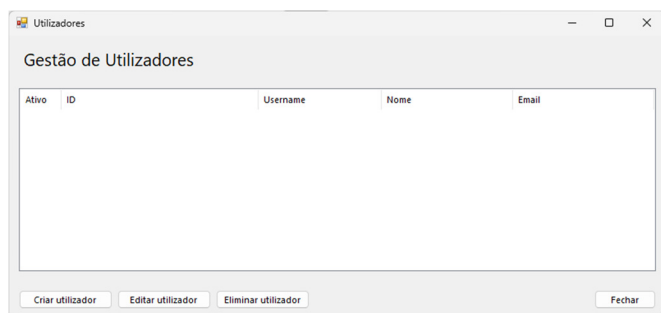 Utilizadores
Gestão de Utilizadores
Ativo ID Username Nome Email
Criar utilizador Editar utilizador Eliminar utilizador Fechar